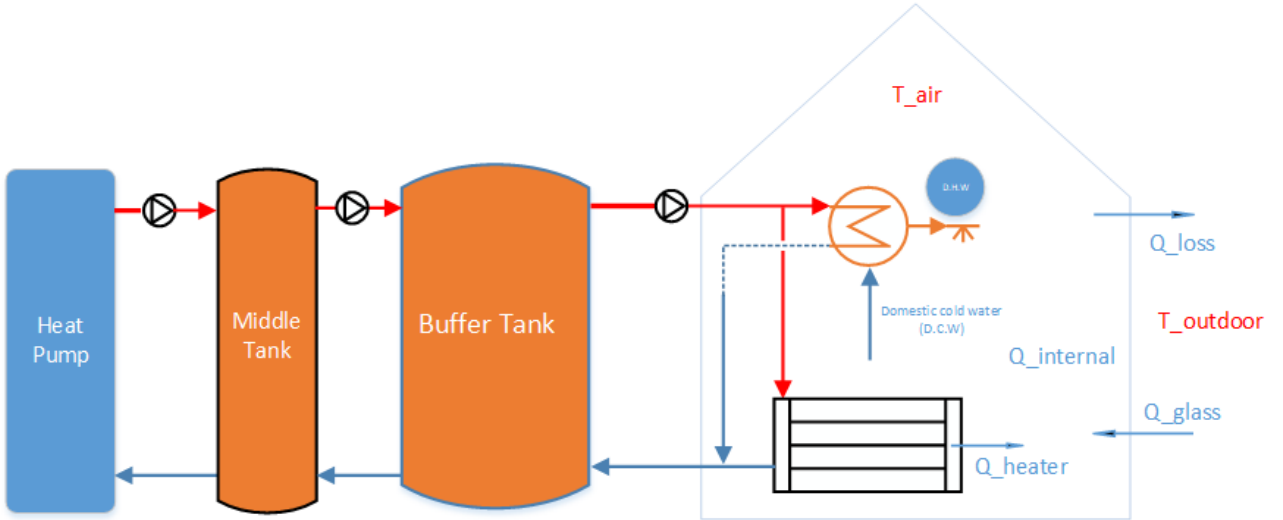 T_air
D.H.W
Q_loss
Heat
Pump
Middle
Tank
Buffer Tank
Domestic cold water
(D.C.W)
T_outdoor
Q_internal
Q_glass
Q_heater